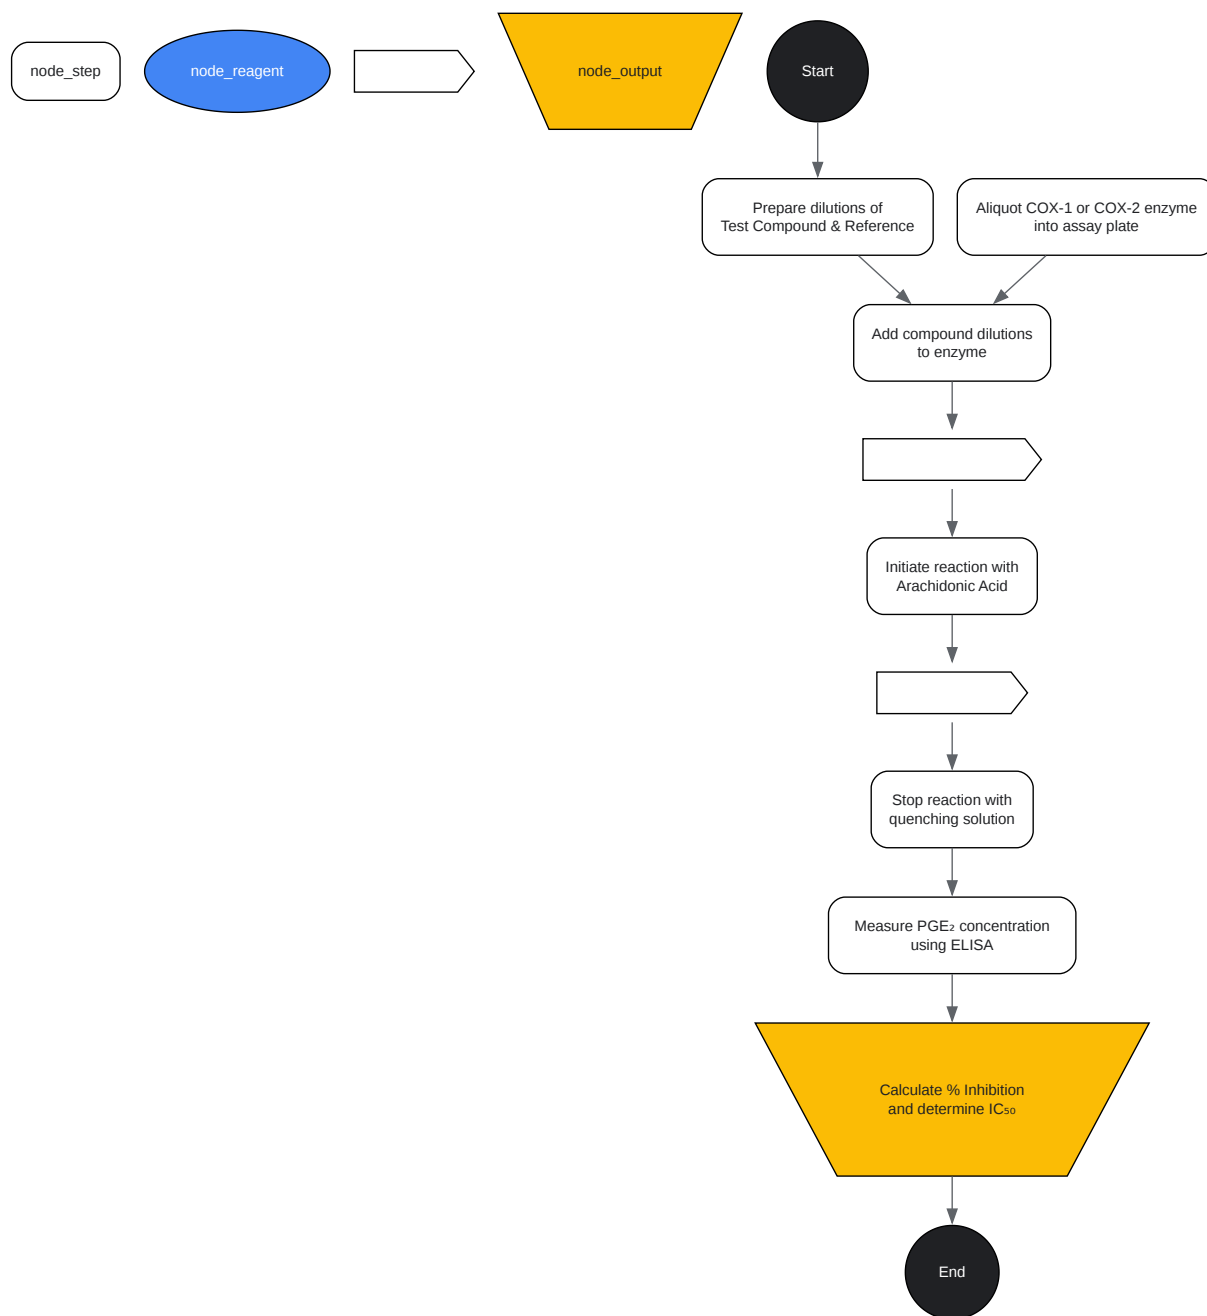 node_step
node_reagent
node_output
Start
Prepare dilutions of
Test Compound & Reference
Aliquot COX-1 or COX-2 enzyme
into assay plate
Add compound dilutions
to enzyme
Initiate reaction with
Arachidonic Acid
Stop reaction with
quenching solution
Measure PGE₂ concentration
using ELISA
Calculate % Inhibition
and determine IC₅₀
End